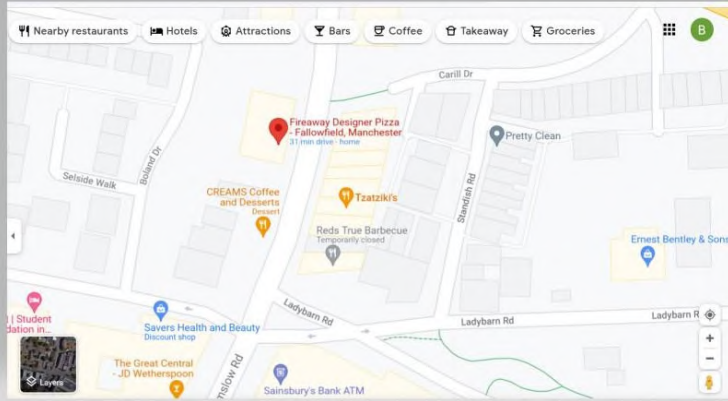 Nearby restaurants
Hotels
Attractions
Bars
Coffee
Takeaway
Groceries
B
Carill Dr
Fireaway Designer Pizza
- Fallowfield, Manchester
31 min drive · home
Pretty Clean
Boland Dr
Selside Walk
Standish Rd
CREAMS Coffee
and Desserts
Dessert
Tzatziki's
Reds True Barbecue
Temporarily closed
Ernest Bentley & Sons
| Student
dation in...
Ladybarn Rd
Ladybarn Rd
Ladybarn R
Savers Health and Beauty
Discount shop
The Great Central
- JD Wetherspoon
mslow Rd
Sainsbury's Bank ATM
Layers
+
−